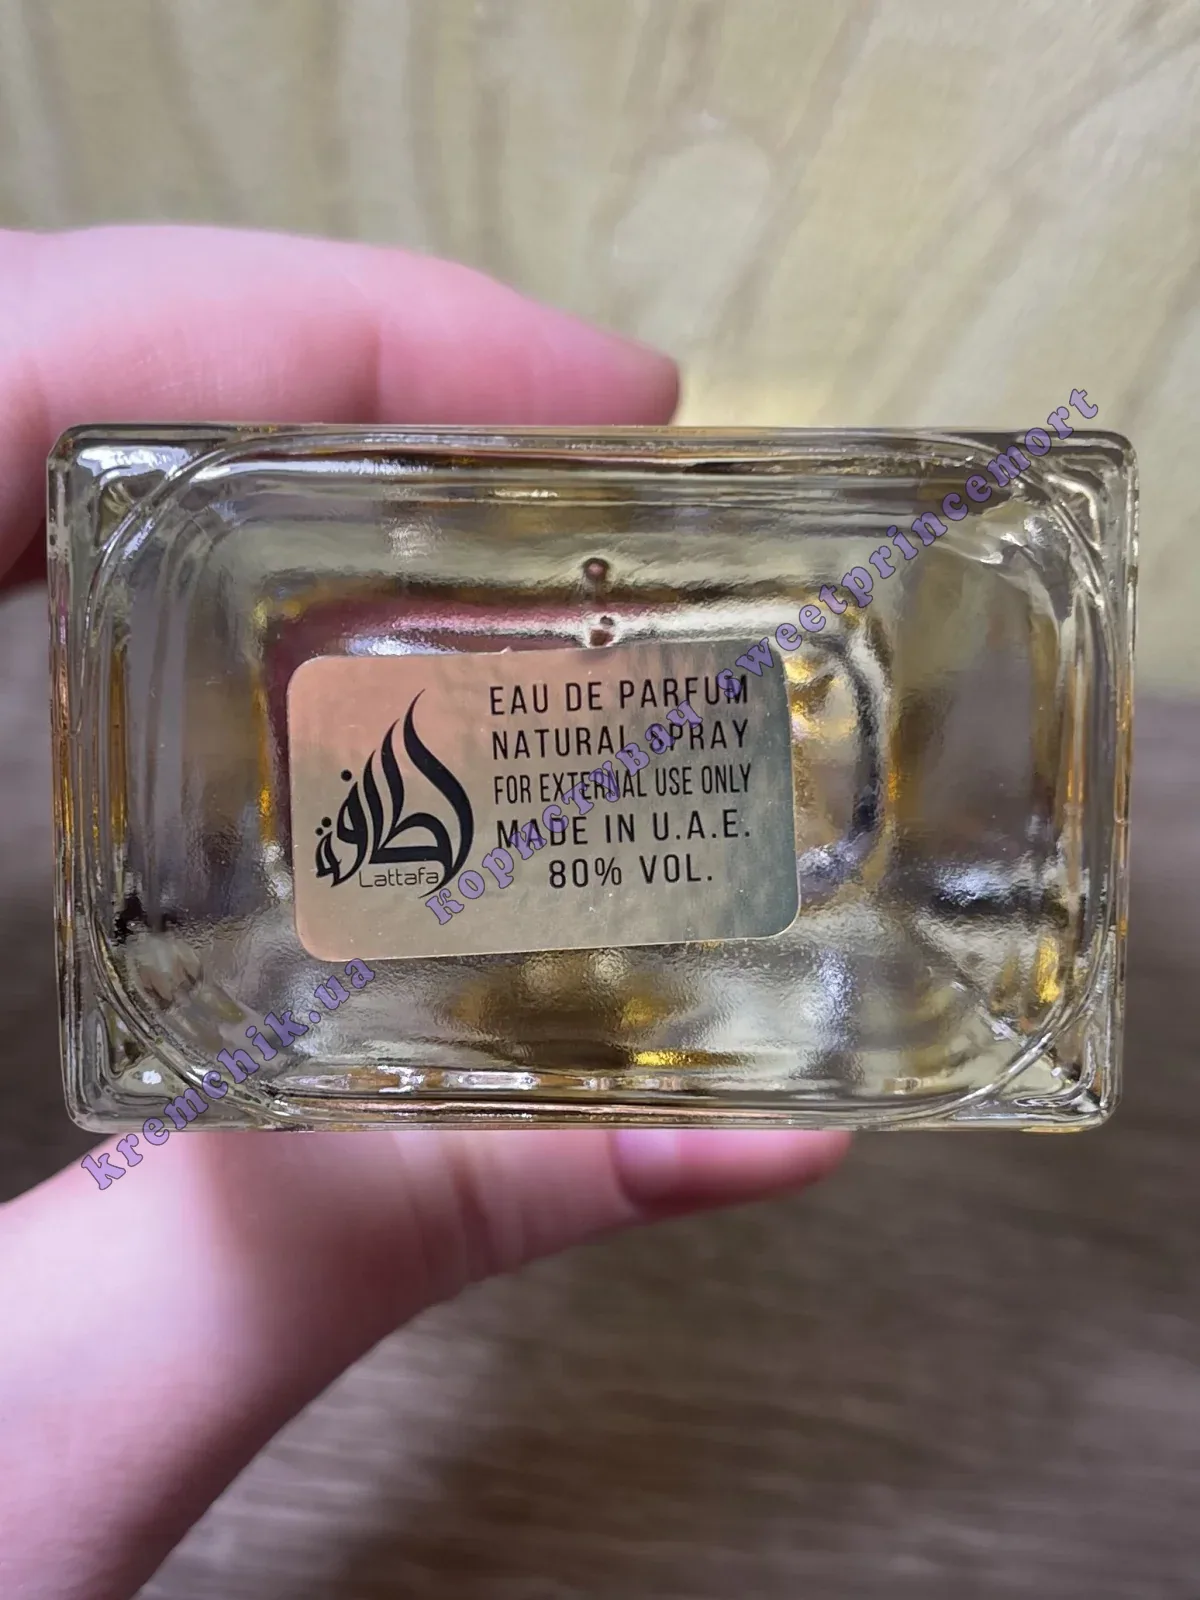 EAU DE PARFUM
NATURAL SPRAY
FOR EXTERNAL USE ONLY
MADE IN U.A.E.
80% VOL.
لطافة
Lattafa
kremchik.ua користувач sweetprincemort